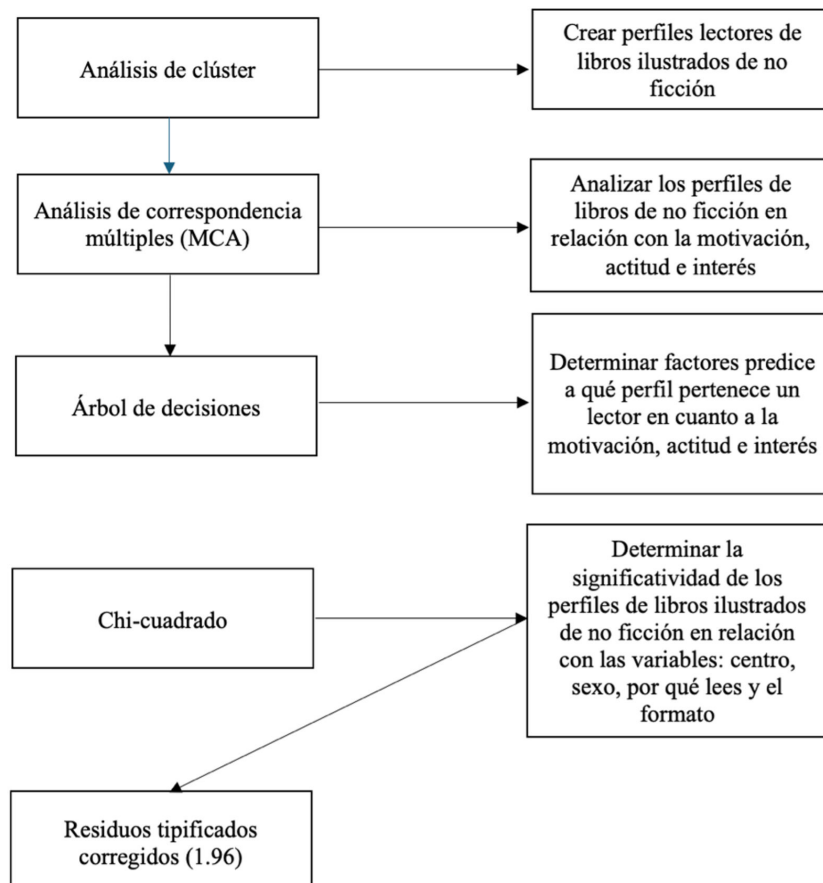 Análisis de clúster
Crear perfiles lectores de
libros ilustrados de no
ficción
Análisis de correspondencia
múltiples (MCA)
Analizar los perfiles de
libros de no ficción en
relación con la motivación,
actitud e interés
Árbol de decisiones
Determinar factores predice
a qué perfil pertenece un
lector en cuanto a la
motivación, actitud e interés
Chi-cuadrado
Determinar la
significatividad de los
perfiles de libros ilustrados
de no ficción en relación
con las variables: centro,
sexo, por qué lees y el
formato
Residuos tipificados
corregidos (1.96)